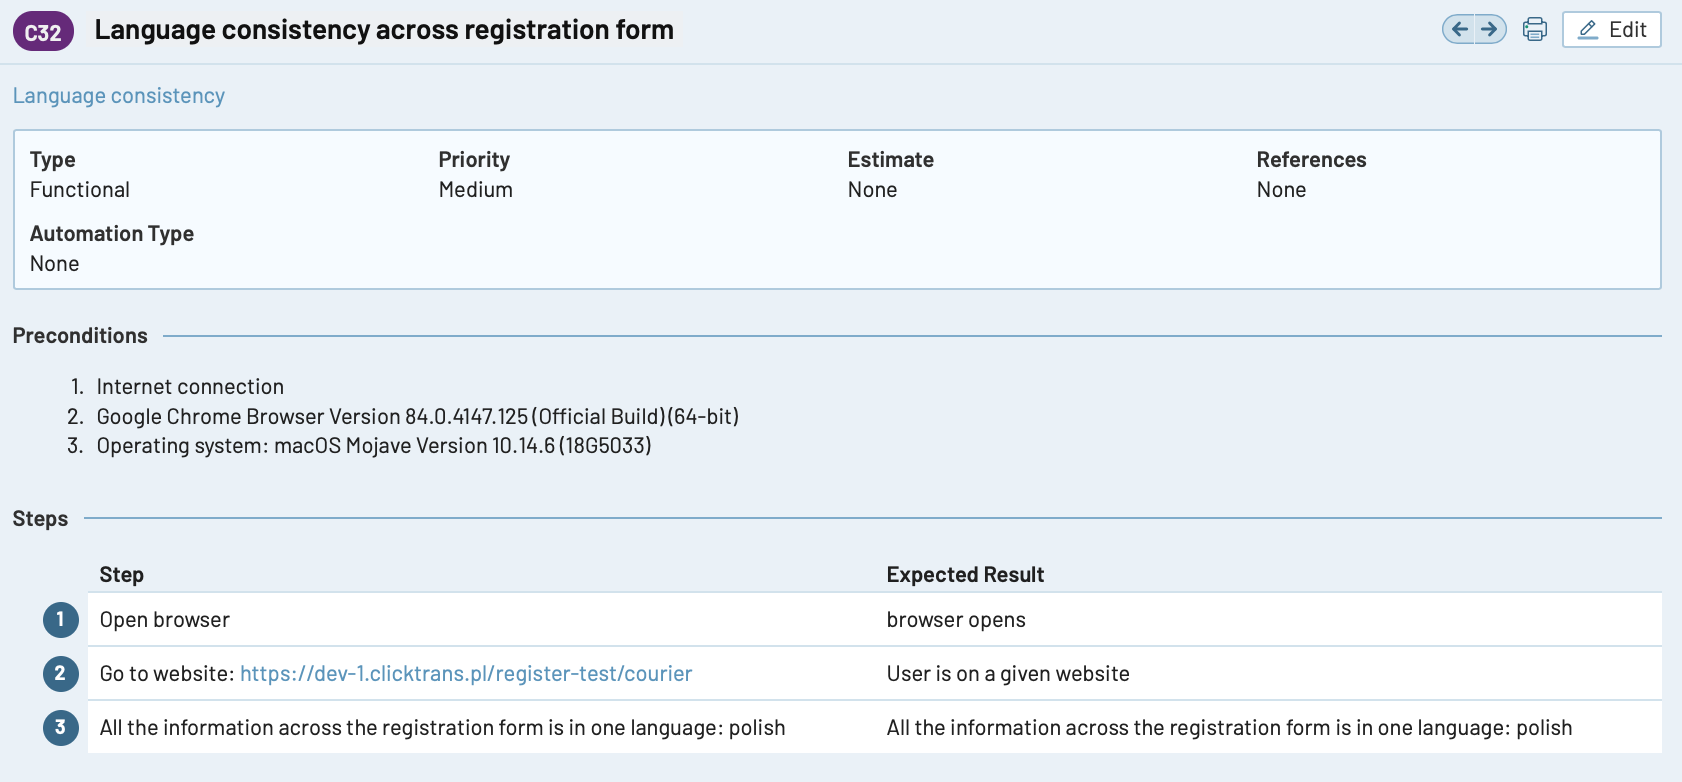 C32 Language consistency across registration form Edit
Language consistency
Type Priority Estimate References
Functional Medium None None
Automation Type
None
Preconditions
1. Internet connection
2. Google Chrome Browser Version 84.0.4147.125 (Official Build) (64-bit)
3. Operating system: macOS Mojave Version 10.14.6 (18G5033)
Steps
Step Expected Result
1 Open browser browser opens
2 Go to website: https://dev-1.clicktrans.pl/register-test/courier User is on a given website
3 All the information across the registration form is in one language: polish All the information across the registration form is in one language: polish